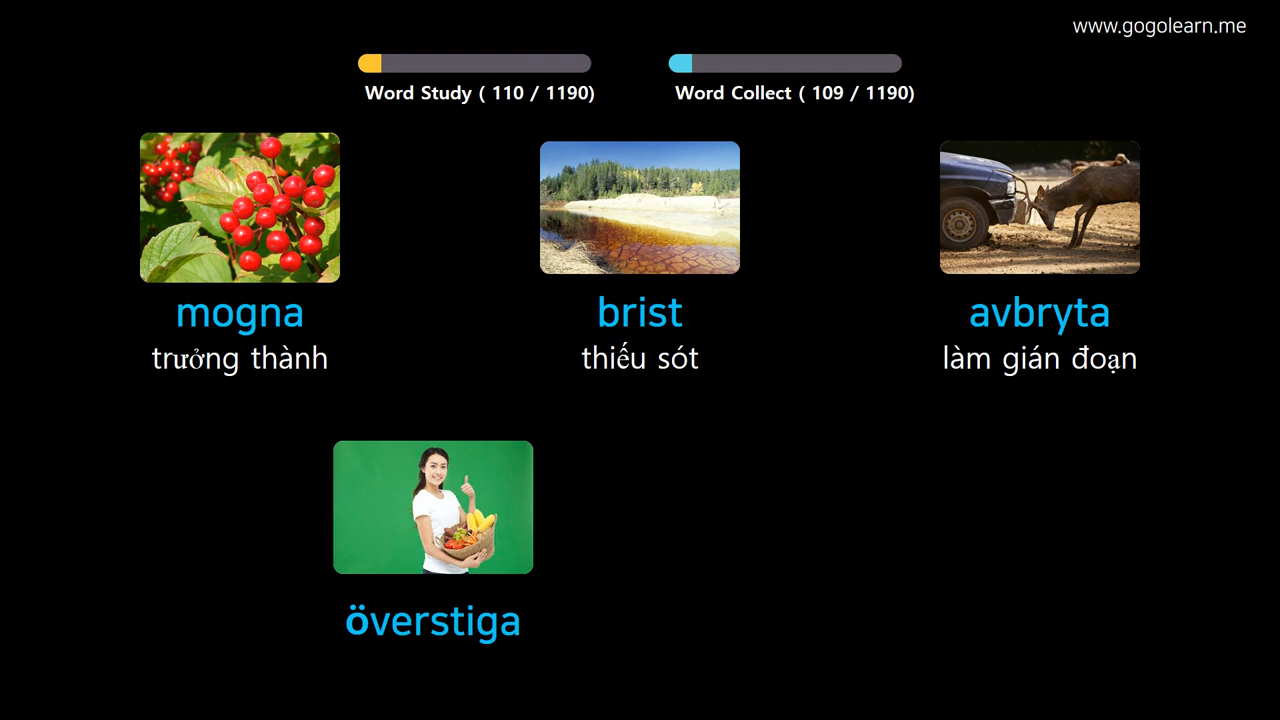 www.gogolearn.me
Word Study ( 110 / 1190)
Word Collect ( 109 / 1190)
mogna
trưởng thành
brist
thiếu sót
avbryta
làm gián đoạn
överstiga